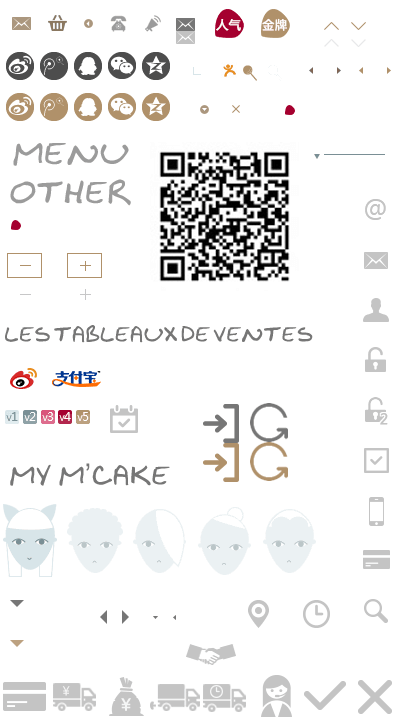 人气 金牌
MENU
OTHER
LES TABLEAUX DE VENTES
支付宝
v1 v2 v3 v4 v5
MY M'CAKE
@
2
¥ ¥ ¥